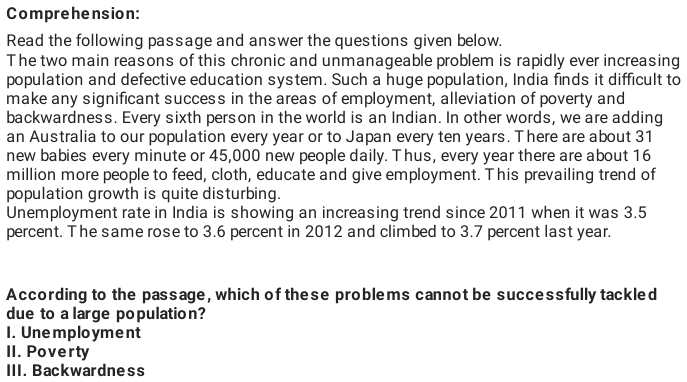 Comprehension:
Read the following passage and answer the questions given below.
The two main reasons of this chronic and unmanageable problem is rapidly ever increasing
population and defective education system. Such a huge population, India finds it difficult to
make any significant success in the areas of employment, alleviation of poverty and
backwardness. Every sixth person in the world is an Indian. In other words, we are adding
an Australia to our population every year or to Japan every ten years. There are about 31
new babies every minute or 45,000 new people daily. Thus, every year there are about 16
million more people to feed, cloth, educate and give employment. This prevailing trend of
population growth is quite disturbing.
Unemployment rate in India is showing an increasing trend since 2011 when it was 3.5
percent. The same rose to 3.6 percent in 2012 and climbed to 3.7 percent last year.
According to the passage, which of these problems cannot be successfully tackled
due to a large population?
I. Unemployment
II. Poverty
III. Backwardness